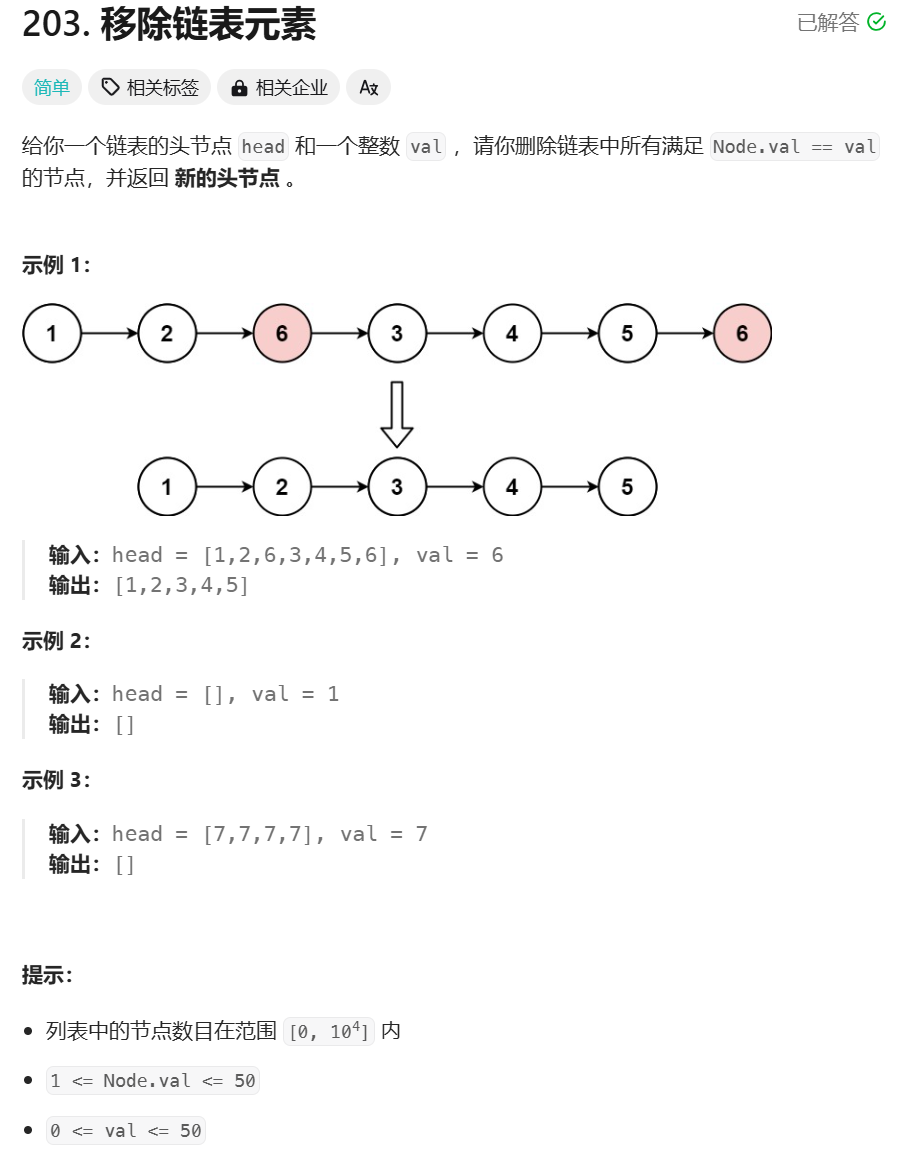 203. 移除链表元素
已解答
简单 相关标签 相关企业 Ax
给你一个链表的头节点 head 和一个整数 val ，请你删除链表中所有满足 Node.val == val
的节点，并返回 新的头节点 。
示例 1：
1 2 6 3 4 5 6
1 2 3 4 5
输入：head = [1,2,6,3,4,5,6], val = 6
输出：[1,2,3,4,5]
示例 2：
输入：head = [], val = 1
输出：[]
示例 3：
输入：head = [7,7,7,7], val = 7
输出：[]
提示：
列表中的节点数目在范围 [0, 10⁴] 内
1 <= Node.val <= 50
0 <= val <= 50